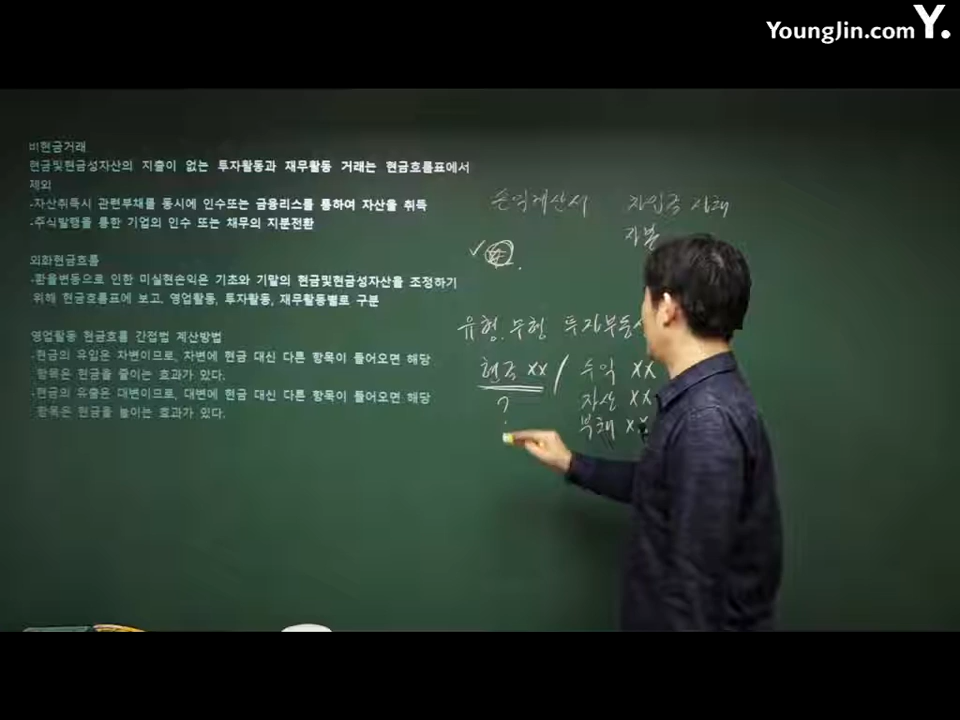 YoungJin.com Y.
비현금거래
현금및현금성자산의 지출이 없는 투자활동과 재무활동 거래는 현금흐름표에서
제외
-자산취득시 관련부채를 동시에 인수또는 금융리스를 통하여 자산을 취득
-주식발행을 통한 기업의 인수 또는 채무의 지분전환
외화현금흐름
-환율변동으로 인한 미실현손익은 기초와 기말의 현금및현금성자산을 조정하기
위해 현금흐름표에 보고, 영업활동, 투자활동, 재무활동별로 구분
영업활동 현금흐름 간접법 계산방법
-현금의 유입은 차변이므로, 차변에 현금 대신 다른 항목이 들어오면 해당
항목은 현금을 줄이는 효과가 있다.
-현금의 유출은 대변이므로, 대변에 현금 대신 다른 항목이 들어오면 해당
항목은 현금을 늘이는 효과가 있다.
손익계산서 차입금 사채
자본
유형.무형 투자부동
현금 xx / 수익 xx
? 자산 xx
부채 xx